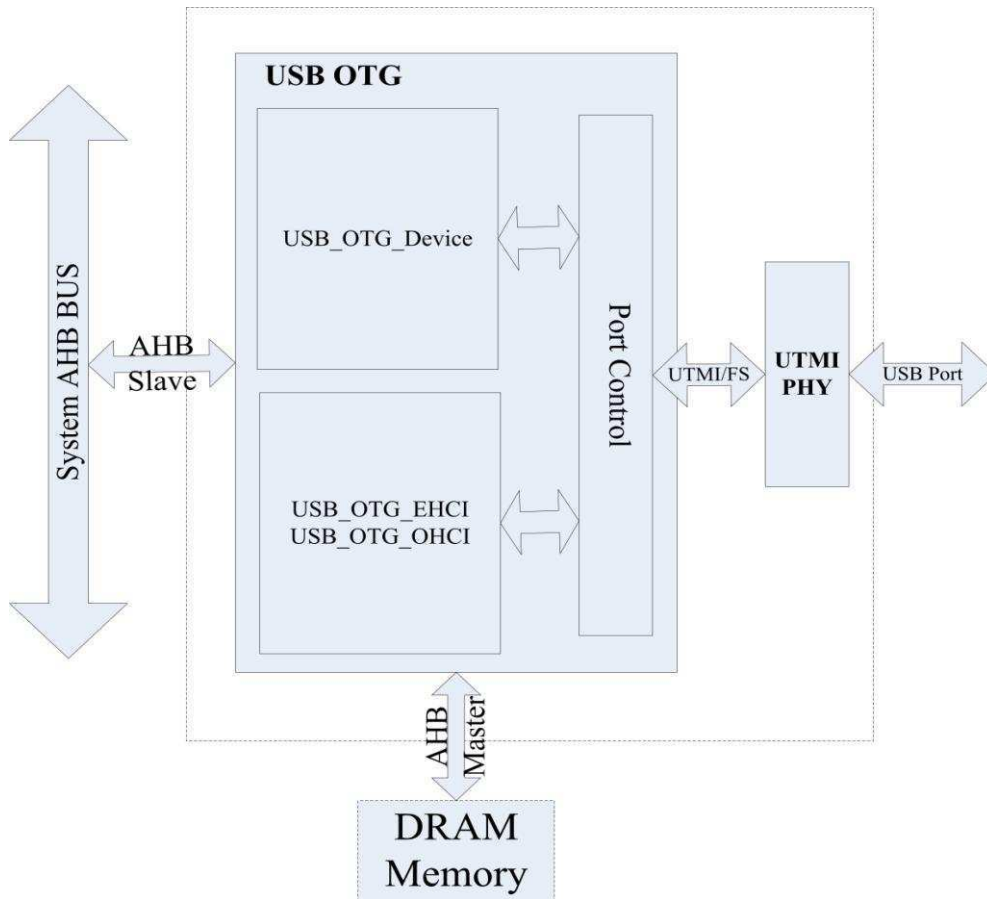 USB OTG
USB_OTG_Device
System AHB BUS
AHB
Slave
Port Control
UTMI/FS
UTMI
PHY
USB Port
USB_OTG_EHCI
USB_OTG_OHCI
AHB
Master
DRAM
Memory